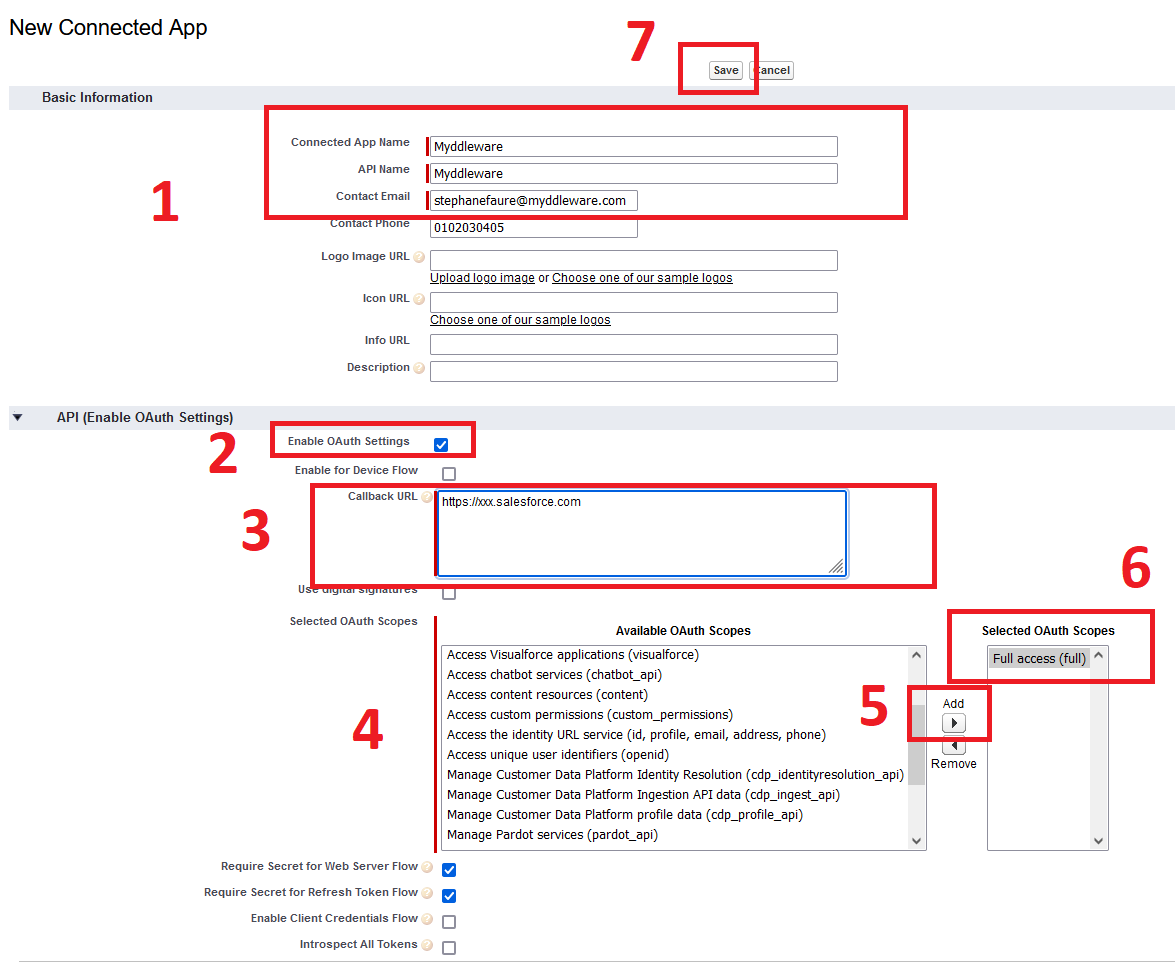 New Connected App
7
Save Cancel
Basic Information
1
Connected App Name Myddleware
API Name Myddleware
Contact Email stephanefaure@myddleware.com
Contact Phone 0102030405
Logo Image URL ?
Upload logo image or Choose one of our sample logos
Icon URL ?
Choose one of our sample logos
Info URL
Description ?
API (Enable OAuth Settings)
2
Enable OAuth Settings
Enable for Device Flow
3
Callback URL ? https://xxx.salesforce.com
Use digital signatures
Selected OAuth Scopes
4
Available OAuth Scopes
Access Visualforce applications (visualforce)
Access chatbot services (chatbot_api)
Access content resources (content)
Access custom permissions (custom_permissions)
Access the identity URL service (id, profile, email, address, phone)
Access unique user identifiers (openid)
Manage Customer Data Platform Identity Resolution (cdp_identityresolution_api)
Manage Customer Data Platform Ingestion API data (cdp_ingest_api)
Manage Customer Data Platform profile data (cdp_profile_api)
Manage Pardot services (pardot_api)
5
Add
Remove
6
Selected OAuth Scopes
Full access (full)
Require Secret for Web Server Flow ?
Require Secret for Refresh Token Flow ?
Enable Client Credentials Flow ?
Introspect All Tokens ?